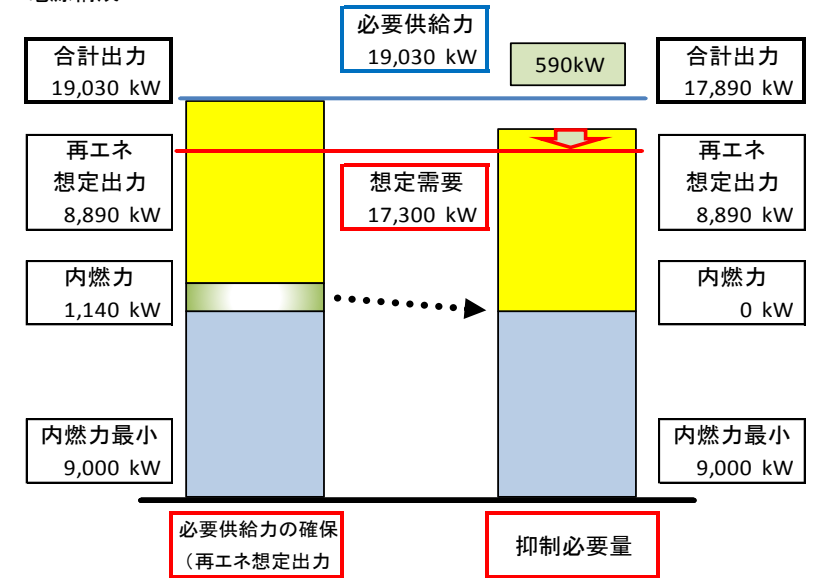 必要供給力
19,030 kW
590kW
合計出力
19,030 kW
合計出力
17,890 kW
再エネ
想定出力
8,890 kW
想定需要
17,300 kW
再エネ
想定出力
8,890 kW
内燃力
1,140 kW
内燃力
0 kW
内燃力最小
9,000 kW
内燃力最小
9,000 kW
必要供給力の確保
（再エネ想定出力
抑制必要量